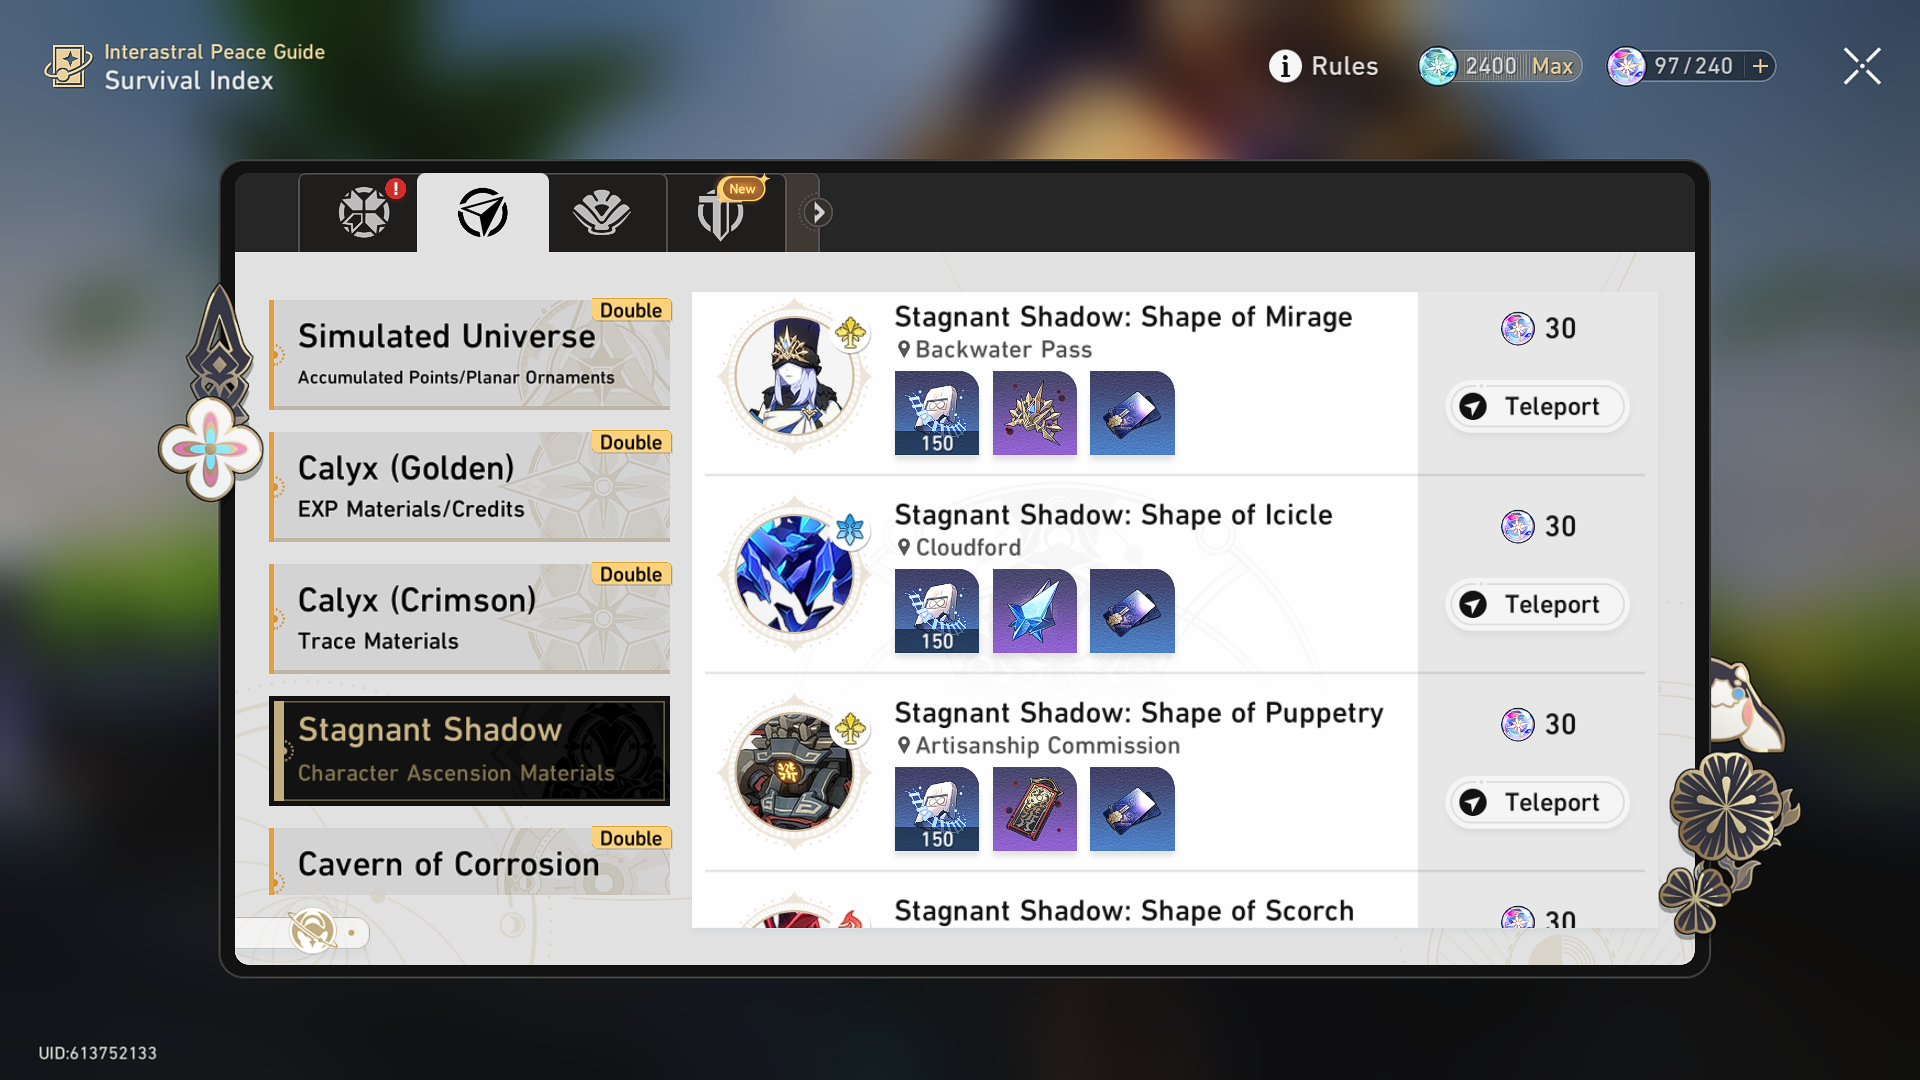 Interastral Peace Guide
Survival Index
Rules
2400 Max
97/240
New
Double
Simulated Universe
Accumulated Points/Planar Ornaments
Double
Calyx (Golden)
EXP Materials/Credits
Double
Calyx (Crimson)
Trace Materials
Stagnant Shadow
Character Ascension Materials
Double
Cavern of Corrosion
Stagnant Shadow: Shape of Mirage
Backwater Pass
150
30
Teleport
Stagnant Shadow: Shape of Icicle
Cloudford
150
30
Teleport
Stagnant Shadow: Shape of Puppetry
Artisanship Commission
150
30
Teleport
Stagnant Shadow: Shape of Scorch
30
UID:613752133